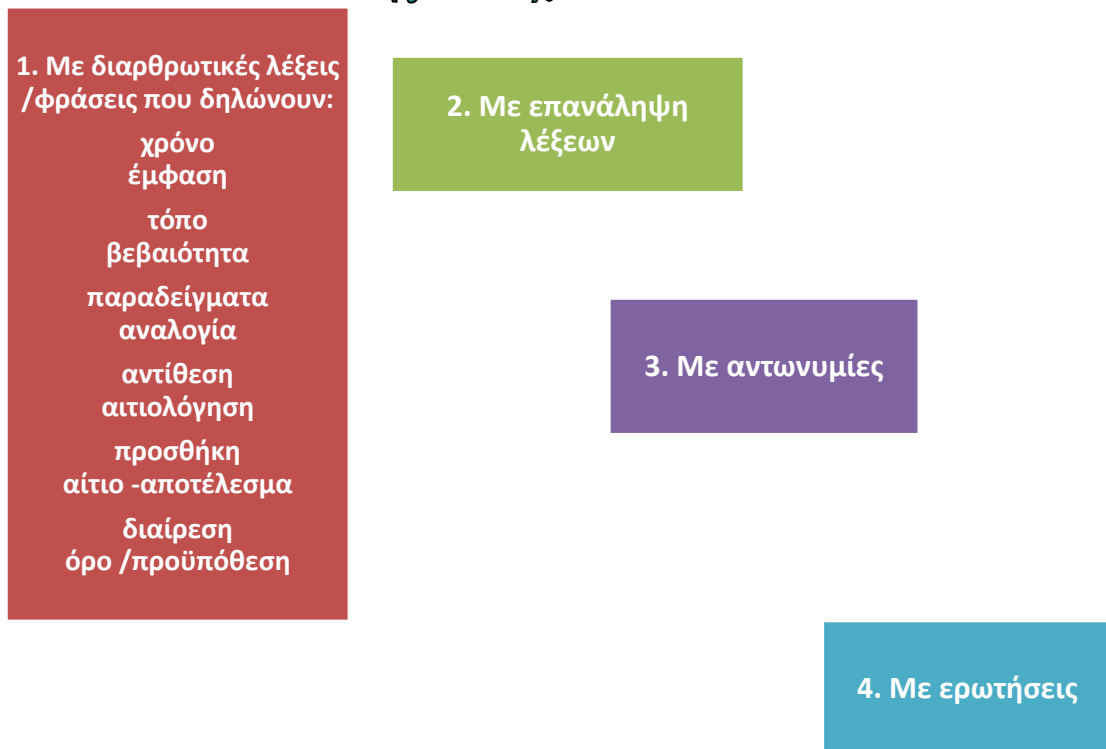 1. Με διαρθρωτικές λέξεις
/φράσεις που δηλώνουν:
χρόνο
έμφαση
τόπο
βεβαιότητα
παραδείγματα
αναλογία
αντίθεση
αιτιολόγηση
προσθήκη
αίτιο -αποτέλεσμα
διαίρεση
όρο /προϋπόθεση
2. Με επανάληψη
λέξεων
3. Με αντωνυμίες
4. Με ερωτήσεις